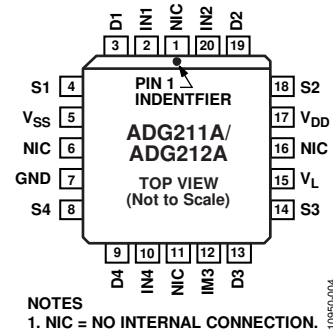 D1 IN1 NIC IN2 D2
3 2 1 20 19
S1 4 PIN 1 18 S2
INDENTFIER
VSS 5 17 VDD
ADG211A/
NIC 6 ADG212A 16 NIC
GND 7 TOP VIEW 15 VL
(Not to Scale)
S4 8 14 S3
9 10 11 12 13
D4 IN4 NIC IM3 D3
NOTES
1. NIC = NO INTERNAL CONNECTION.
10950-004